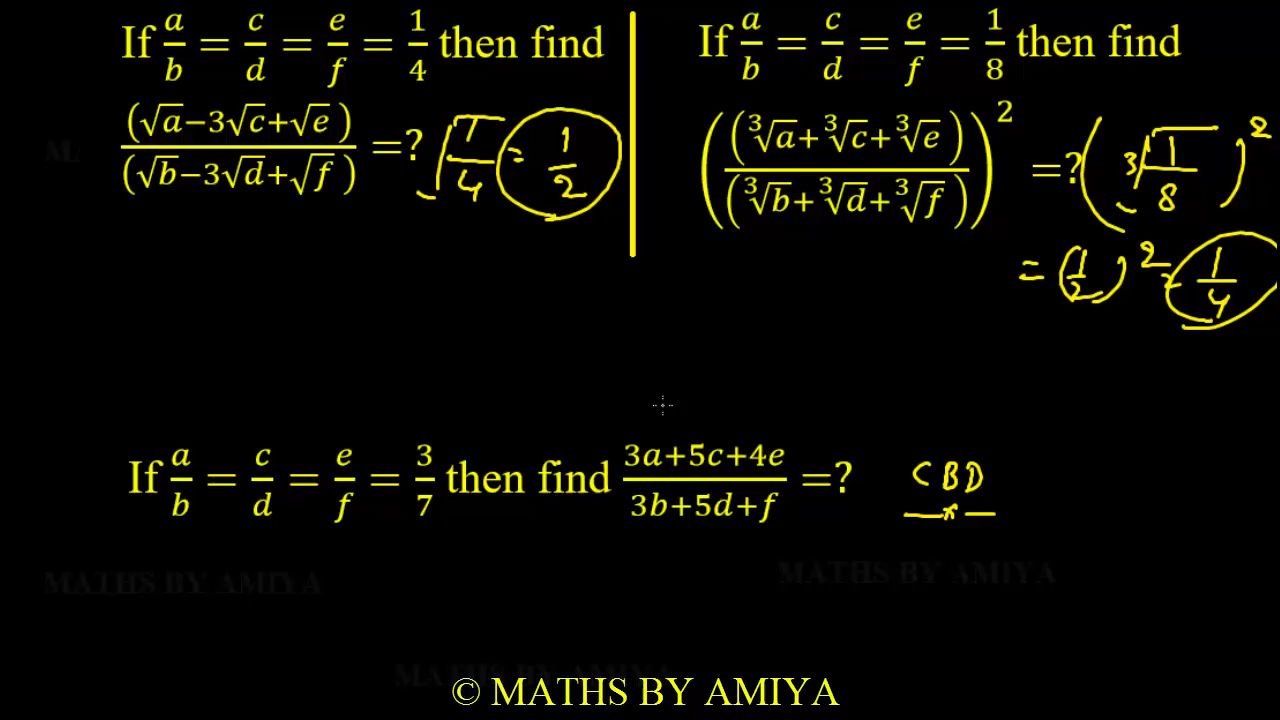 If a/b = c/d = e/f = 1/4 then find
(√a−3√c+√e)/(√b−3√d+√f) =? √1/4 = 1/2
If a/b = c/d = e/f = 1/8 then find
((∛a+∛c+∛e)/(∛b+∛d+∛f))² =? (∛1/8)²
= (1/2)² = 1/4
If a/b = c/d = e/f = 3/7 then find 3a+5c+4e/3b+5d+f =? CBD
MATHS BY AMIYA
MATHS BY AMIYA
MATHS BY AMIYA
© MATHS BY AMIYA